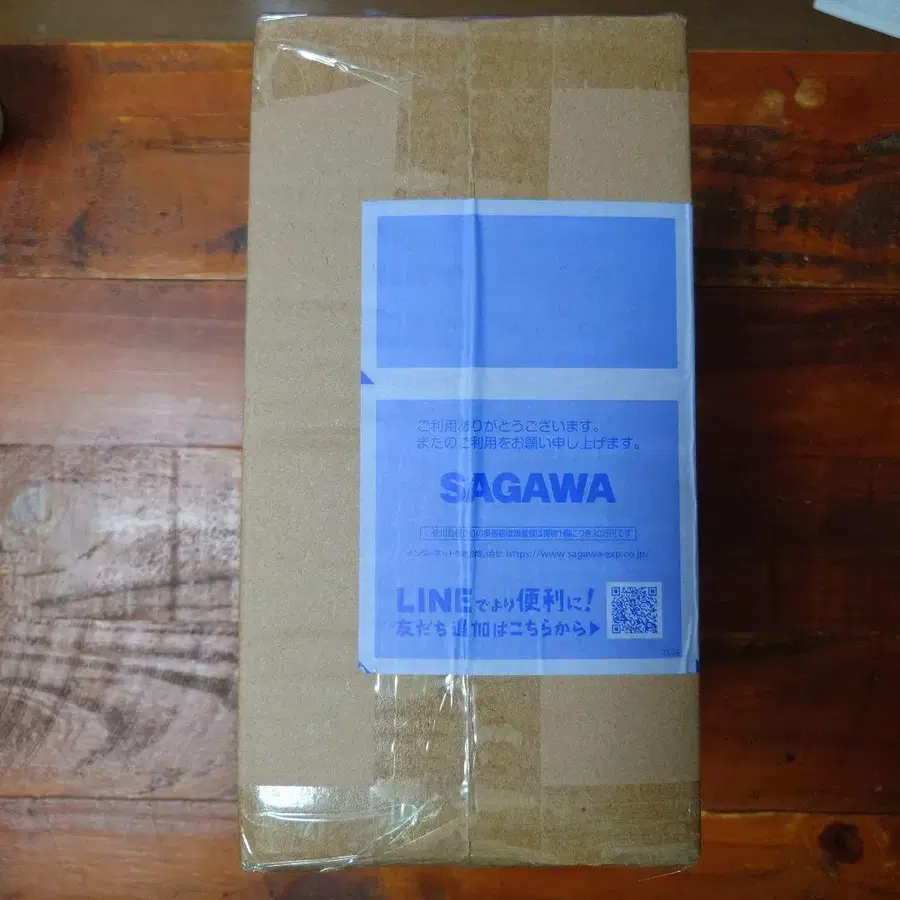 ご利用ありがとうございます。
またのご利用をお願い申し上げます。
SAGAWA
インターネットお問い合せ https://www.sagawa-exp.co.jp/
LINEでより便利に!
友だち追加はこちらから▶